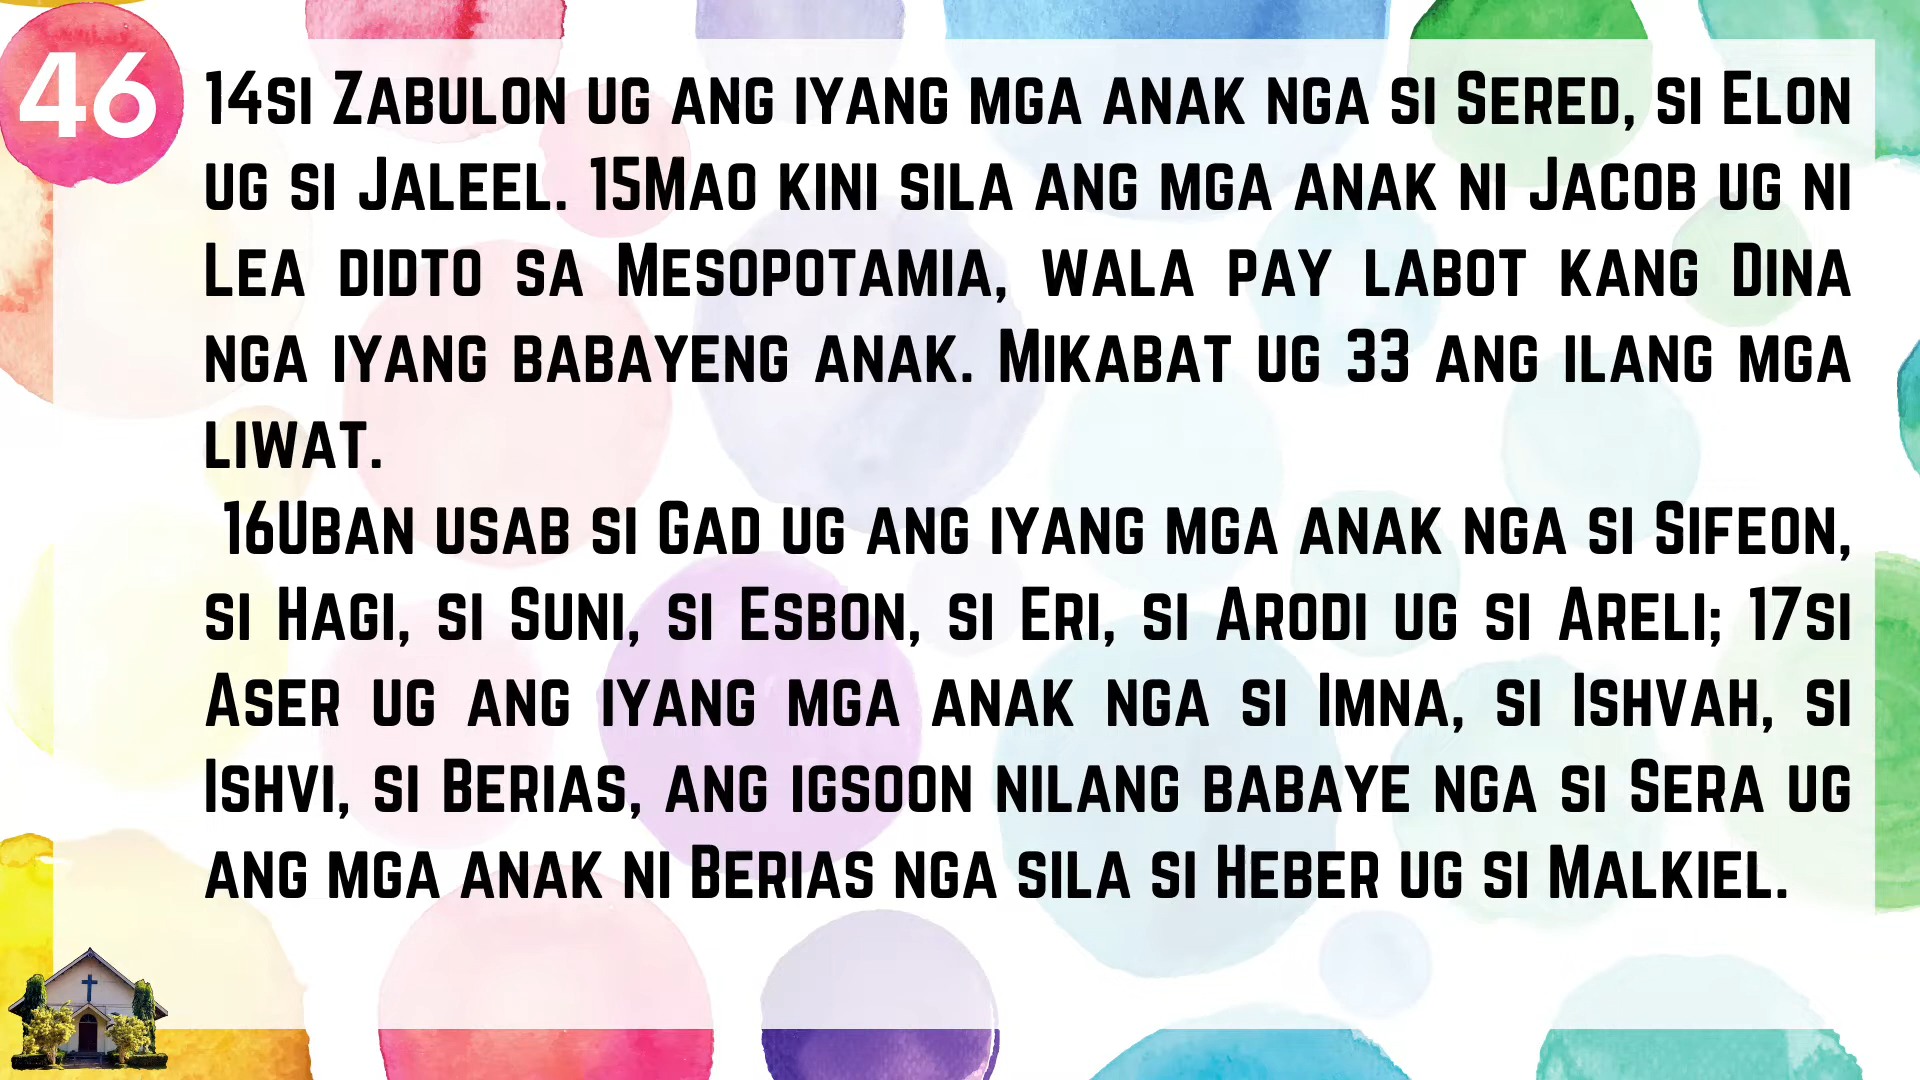 46
14si Zabulon ug ang iyang mga anak nga si Sered, si Elon
ug si Jaleel. 15Mao kini sila ang mga anak ni Jacob ug ni
Lea didto sa Mesopotamia, wala pay labot kang Dina
nga iyang babayeng anak. Mikabat ug 33 ang ilang mga
liwat.
16Uban usab si Gad ug ang iyang mga anak nga si Sifeon,
si Hagi, si Suni, si Esbon, si Eri, si Arodi ug si Areli; 17si
Aser ug ang iyang mga anak nga si Imna, si Ishvah, si
Ishvi, si Berias, ang igsoon nilang babaye nga si Sera ug
ang mga anak ni Berias nga sila si Heber ug si Malkiel.